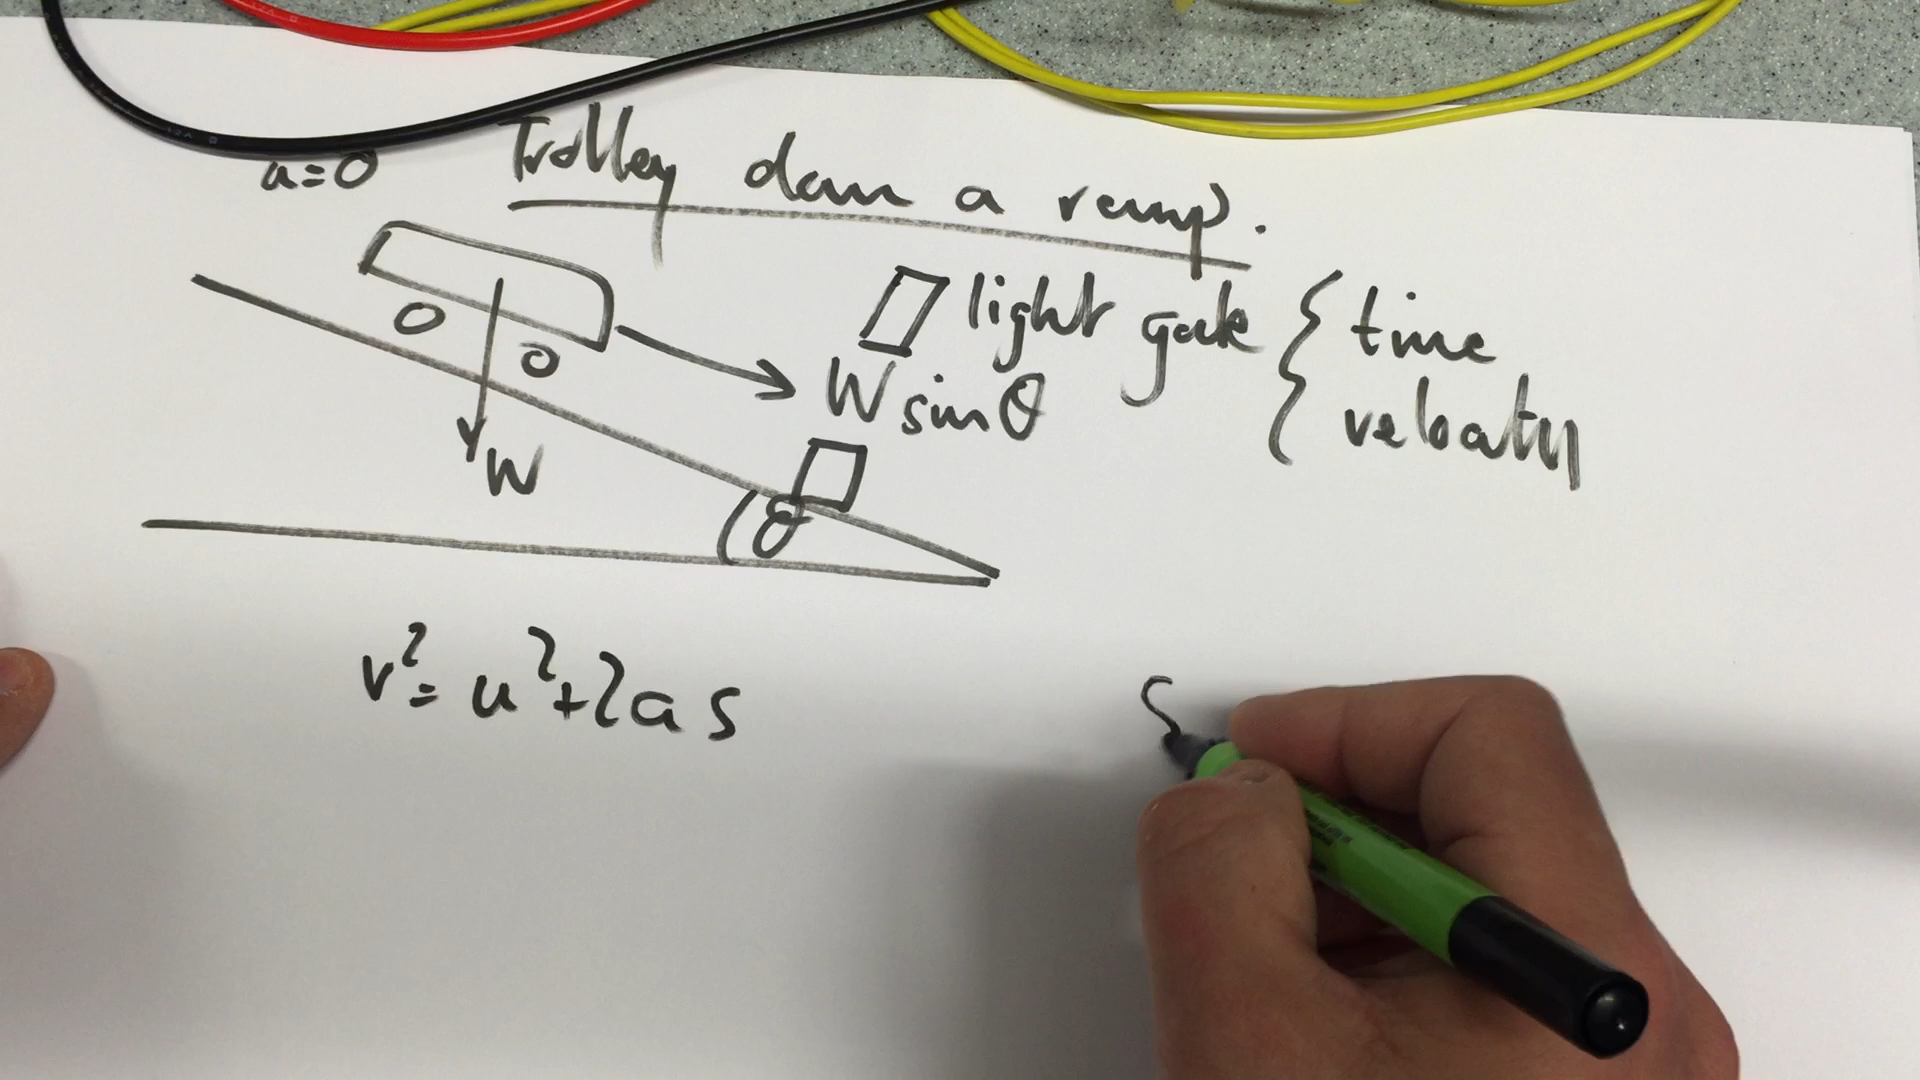 a=0
Trolley down a ramp.
light gate { time
velocity
W sin θ
W
θ
v²= u²+2as
S